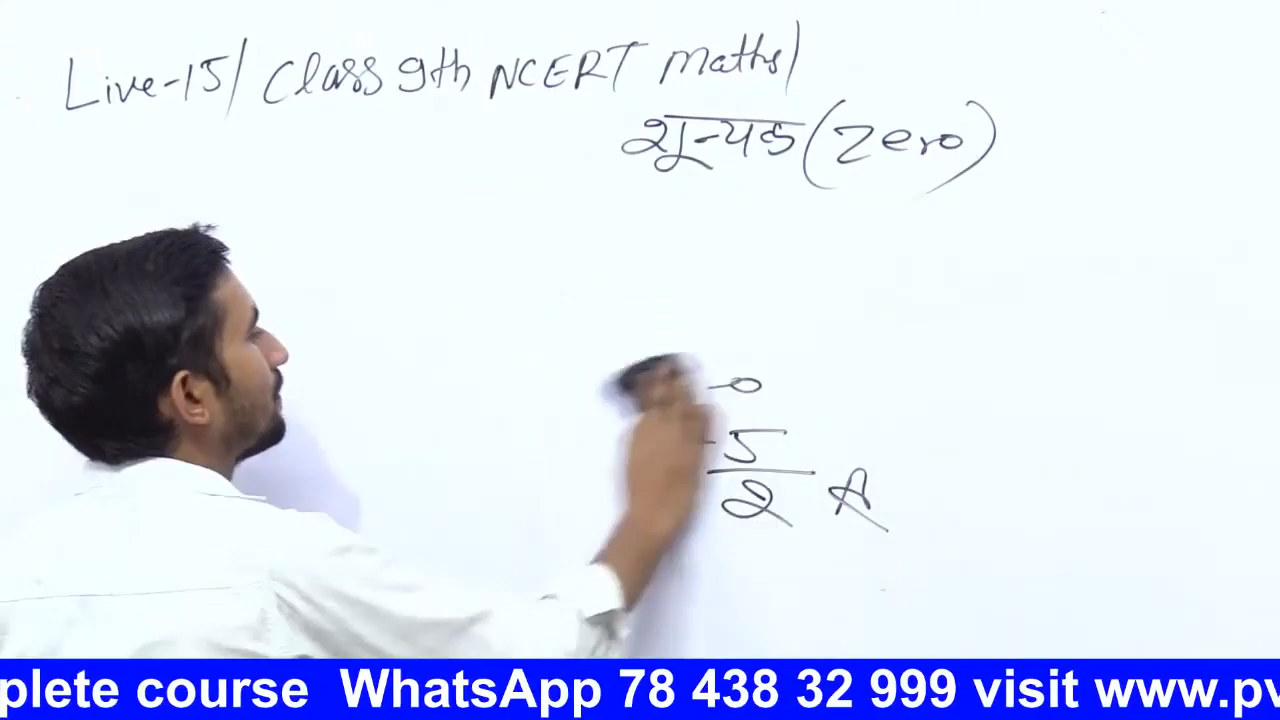 Live-15/ Class 9th NCERT Maths/
शून्यक (Zero)
-0
5
2 A
plete course WhatsApp 78 438 32 999 visit www.pv